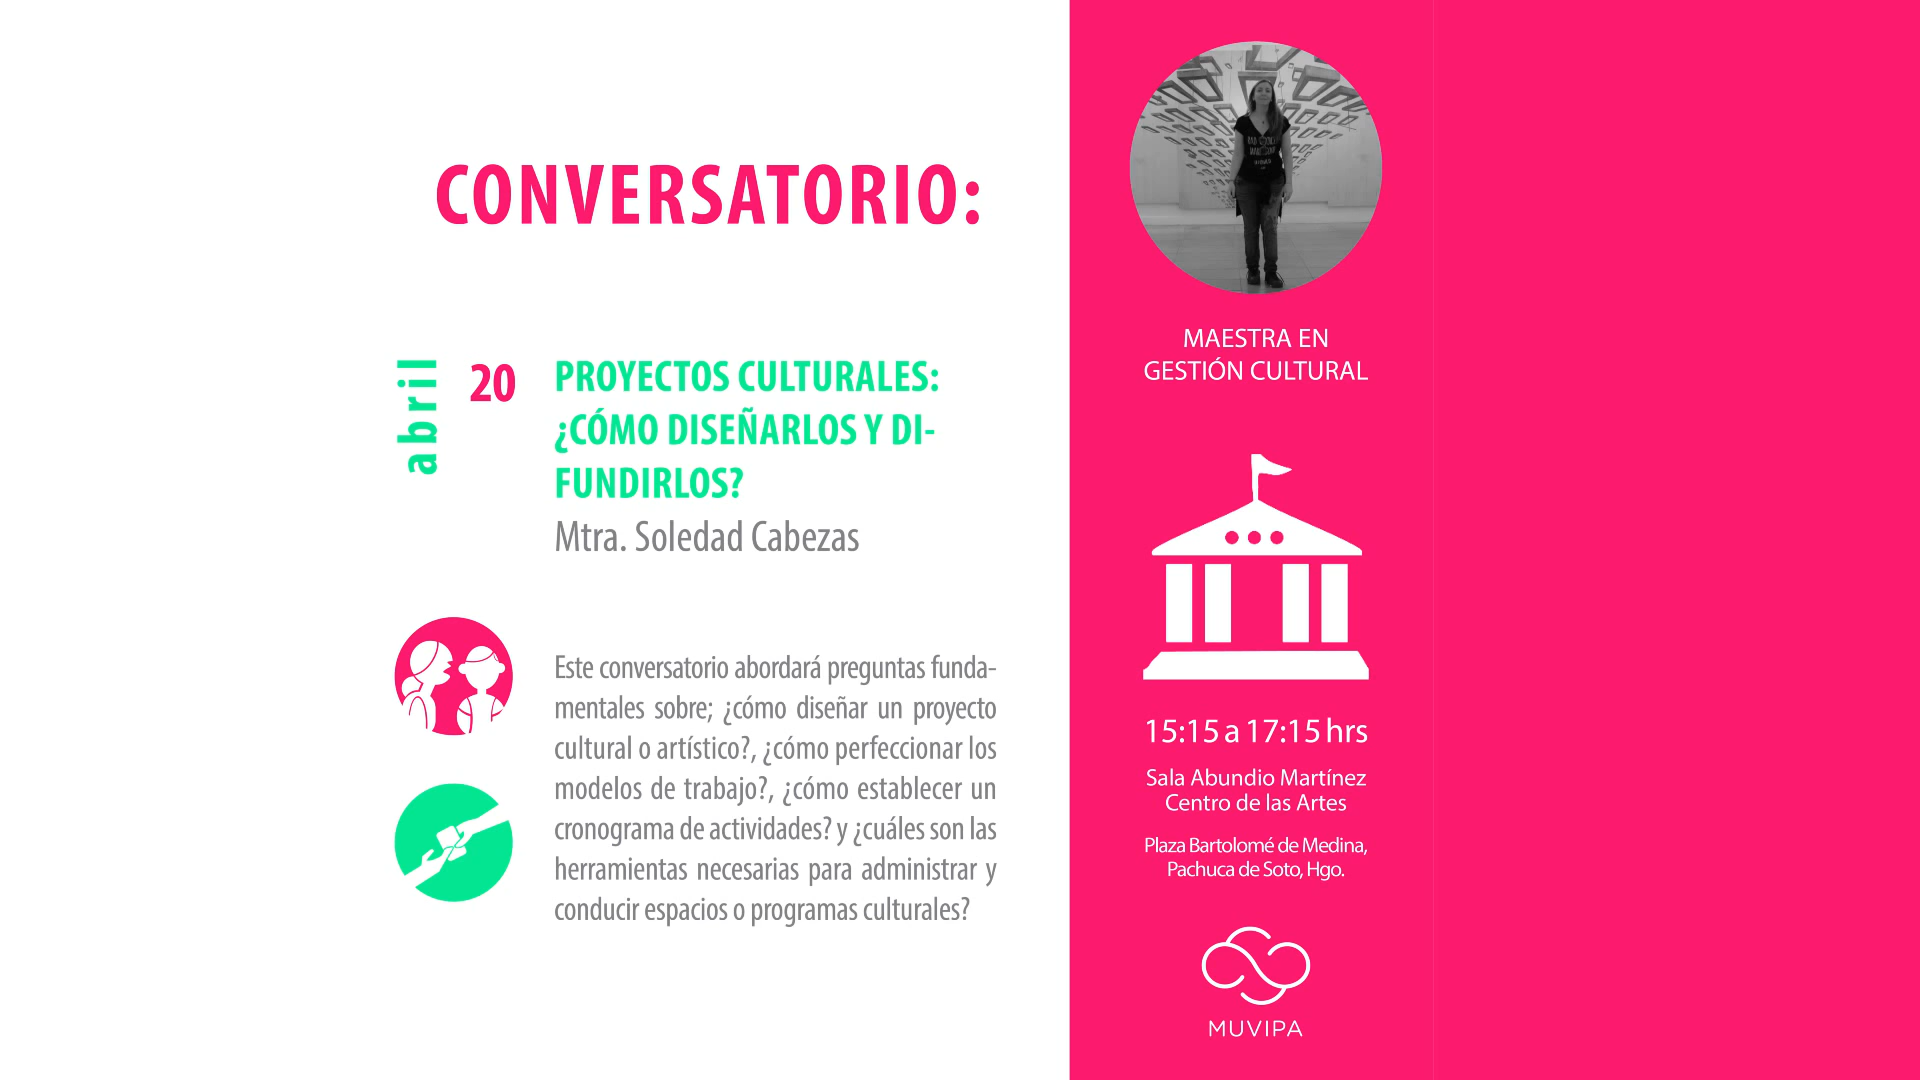 CONVERSATORIO:
abril
20
PROYECTOS CULTURALES:
¿CÓMO DISEÑARLOS Y DI-
FUNDIRLOS?
Mtra. Soledad Cabezas
Este conversatorio abordará preguntas funda-
mentales sobre; ¿cómo diseñar un proyecto
cultural o artístico?, ¿cómo perfeccionar los
modelos de trabajo?, ¿cómo establecer un
cronograma de actividades? y ¿cuáles son las
herramientas necesarias para administrar y
conducir espacios o programas culturales?
MAESTRA EN
GESTIÓN CULTURAL
15:15 a 17:15 hrs
Sala Abundio Martínez
Centro de las Artes
Plaza Bartolomé de Medina,
Pachuca de Soto, Hgo.
MUVIPA